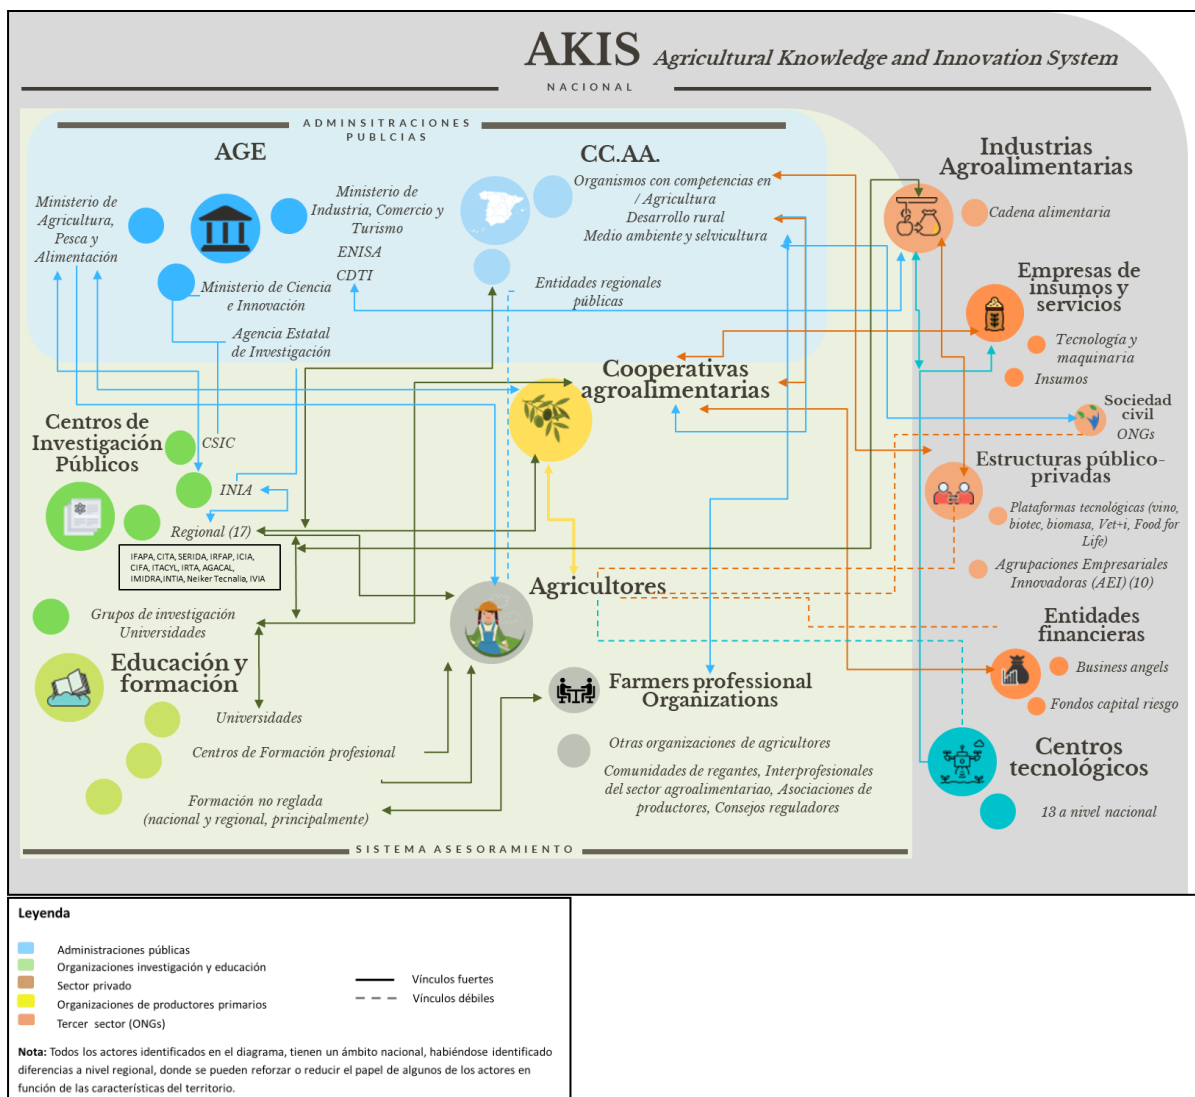 AKIS Agricultural Knowledge and Innovation System
NACIONAL
ADMINSITRACIONES
PUBLCIAS
AGE
CC.AA.
Ministerio de
Agricultura,
Pesca y
Alimentación
Ministerio de
Industria, Comercio y
Turismo
ENISA
CDTI
Ministerio de Ciencia
e Innovación
Agencia Estatal
de Investigación
Organismos con competencias en
/ Agricultura
Desarrollo rural
Medio ambiente y selvicultura
Entidades regionales
públicas
Industrias
Agroalimentarias
Cadena alimentaria
Empresas de
insumos y
servicios
Tecnología y
maquinaria
Insumos
Sociedad
civil
ONGs
Estructuras público-
privadas
Plataformas tecnológicas (vino,
biotec, biomasa, Vet+i, Food for
Life)
Agrupaciones Empresariales
Innovadoras (AEI) (10)
Entidades
financieras
Business angels
Fondos capital riesgo
Centros
tecnológicos
13 a nivel nacional
Cooperativas
agroalimentarias
Centros de
Investigación
Públicos
CSIC
INIA
Regional (17)
IFAPA, CITA, SERIDA, IRFAP, ICIA,
CIFA, ITACYL, IRTA, AGACAL,
IMIDRA,INTIA, Neiker Tecnalia, IVIA
Grupos de investigación
Universidades
Agricultores
Educación y
formación
Universidades
Centros de Formación profesional
Formación no reglada
(nacional y regional, principalmente)
Farmers professional
Organizations
Otras organizaciones de agricultores
Comunidades de regantes, Interprofesionales
del sector agroalimentariao, Asociaciones de
productores, Consejos reguladores
SISTEMA ASESORAMIENTO
Leyenda
Administraciones públicas
Organizaciones investigación y educación
Sector privado
Organizaciones de productores primarios
Tercer sector (ONGs)
Vínculos fuertes
Vínculos débiles
Nota: Todos los actores identificados en el diagrama, tienen un ámbito nacional, habiéndose identificado
diferencias a nivel regional, donde se pueden reforzar o reducir el papel de algunos de los actores en
función de las características del territorio.